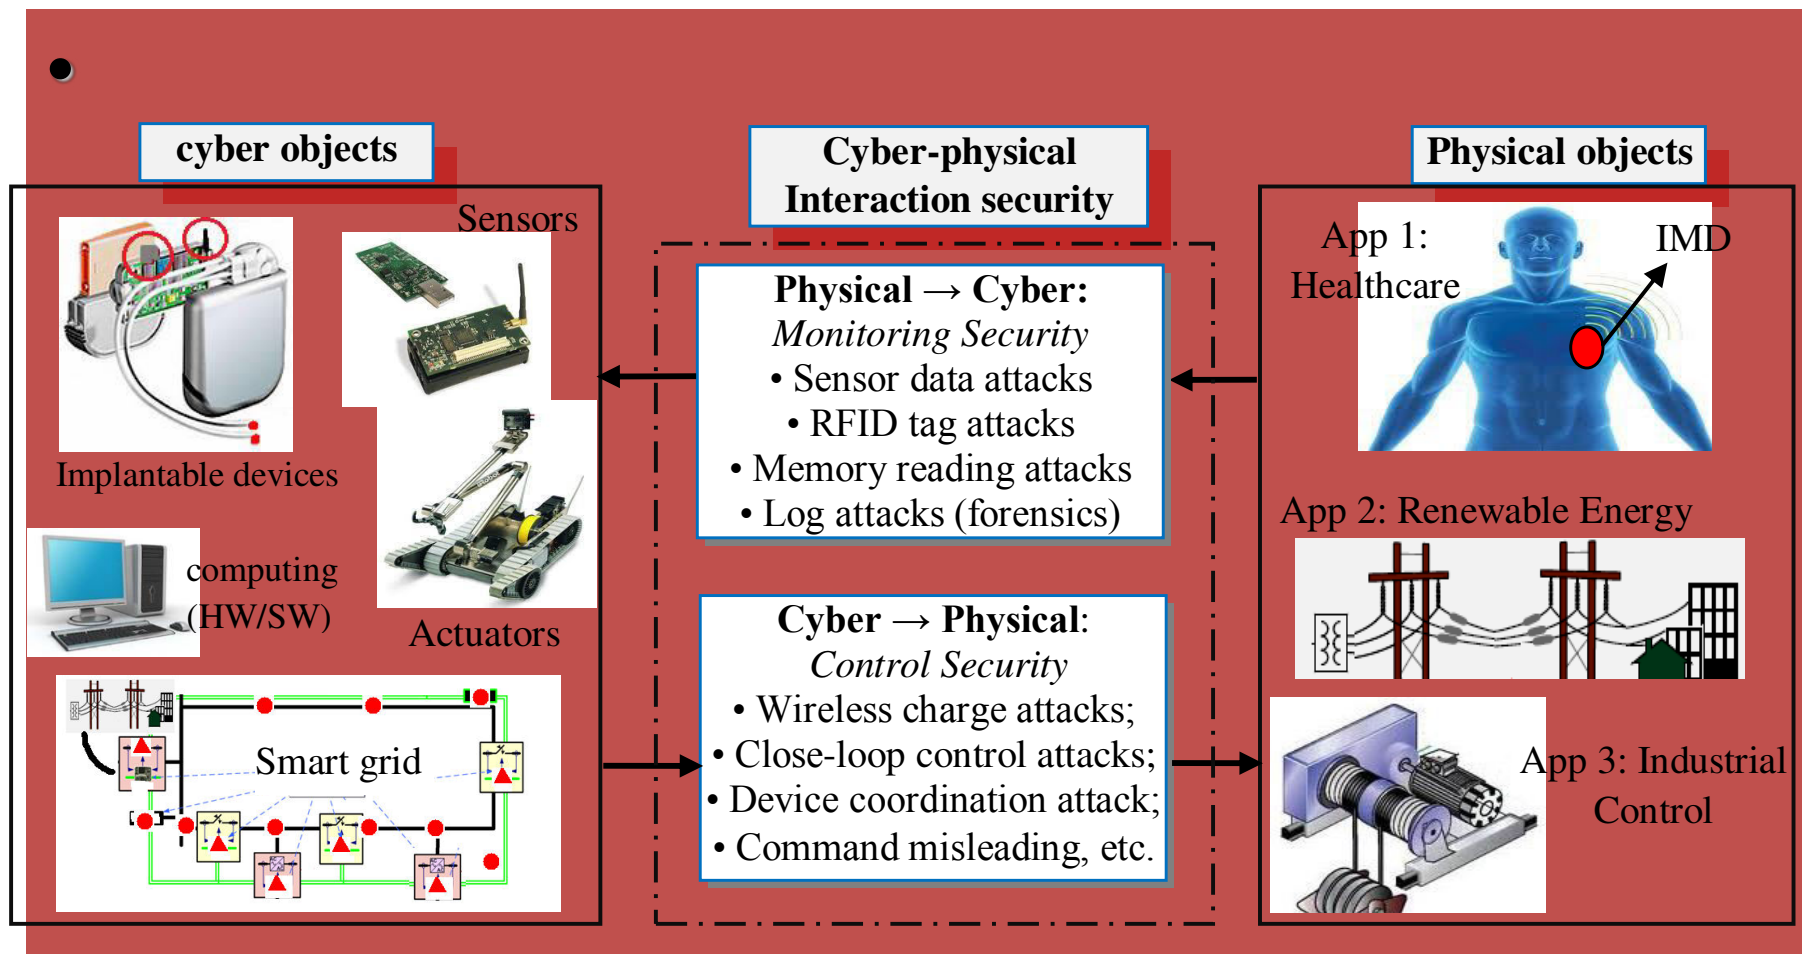 •
cyber objects
Sensors
Implantable devices
computing
(HW/SW)
Actuators
Smart grid
Cyber-physical
Interaction security
Physical → Cyber:
Monitoring Security
• Sensor data attacks
• RFID tag attacks
• Memory reading attacks
• Log attacks (forensics)
Cyber → Physical:
Control Security
• Wireless charge attacks;
• Close-loop control attacks;
• Device coordination attack;
• Command misleading, etc.
Physical objects
App 1:
Healthcare
IMD
App 2: Renewable Energy
App 3: Industrial
Control